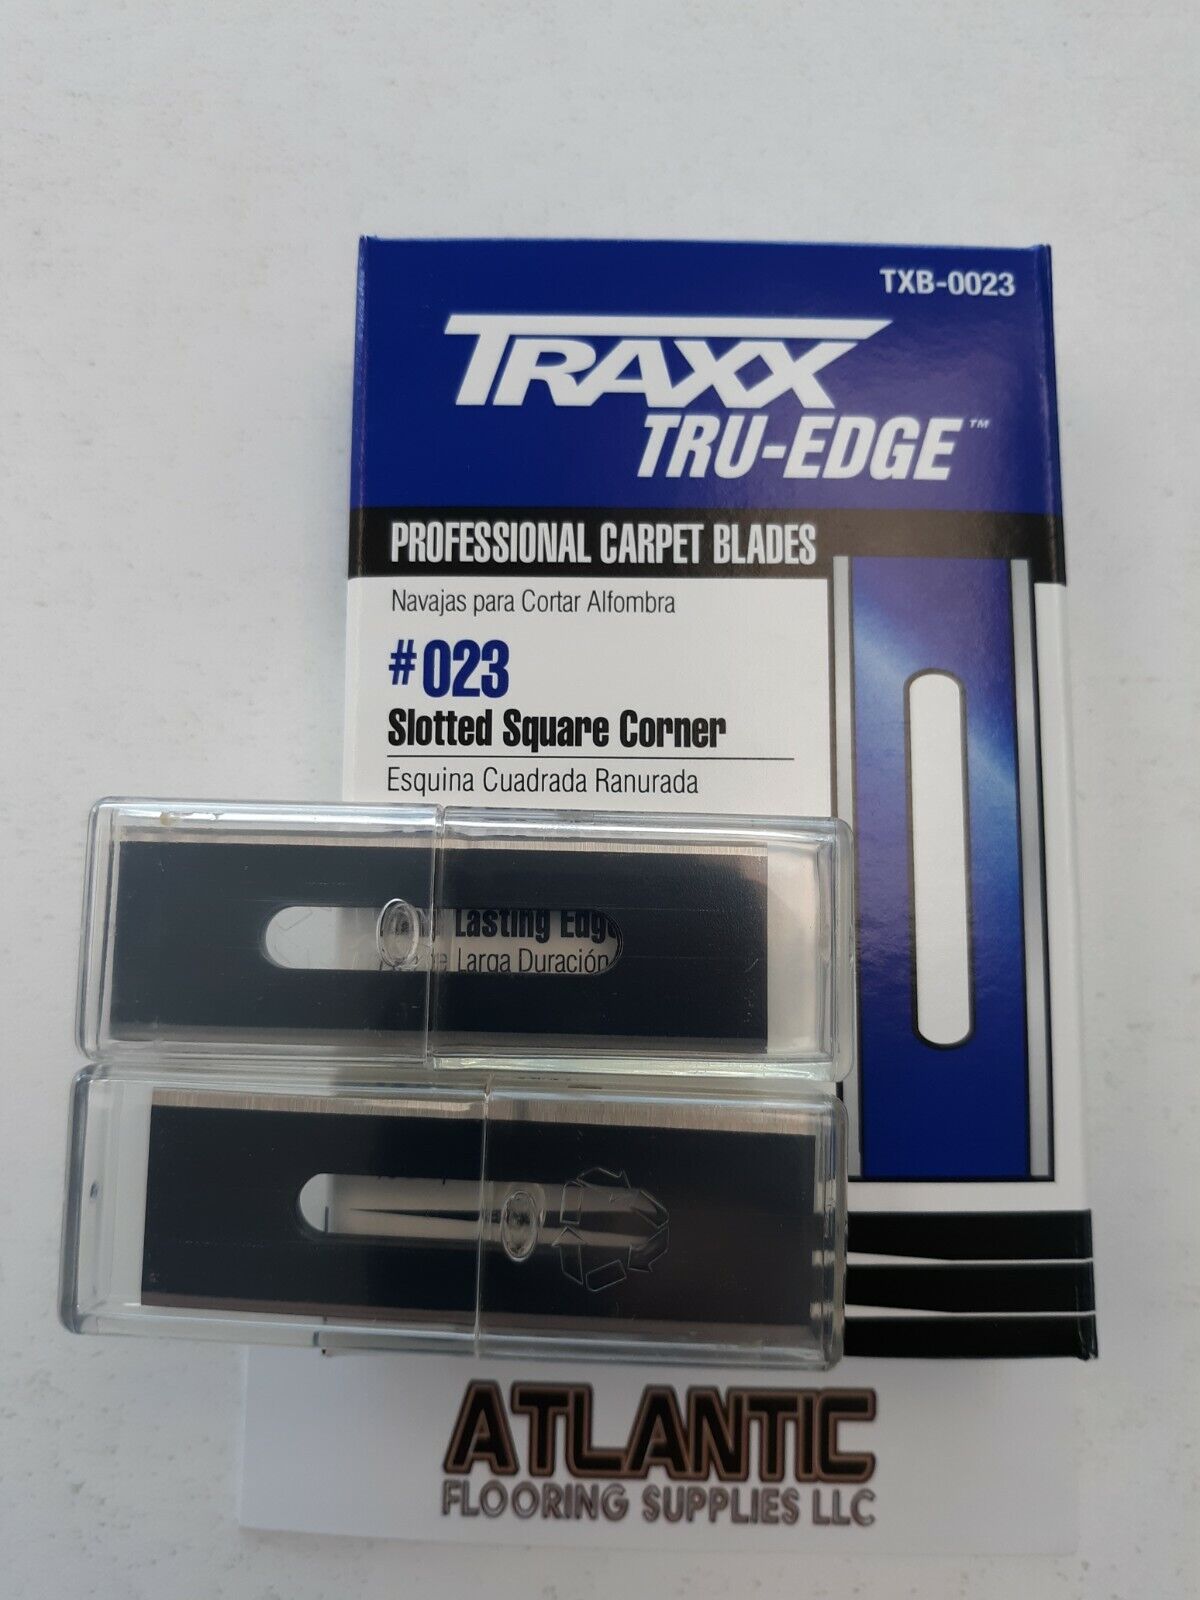 TXB-0023
TRAXX
TRU-EDGE™
PROFESSIONAL CARPET BLADES
Navajas para Cortar Alfombra
#023
Slotted Square Corner
Esquina Cuadrada Ranurada
Lasting Edge
Larga Duración
ATLANTIC
FLOORING SUPPLIES LLC